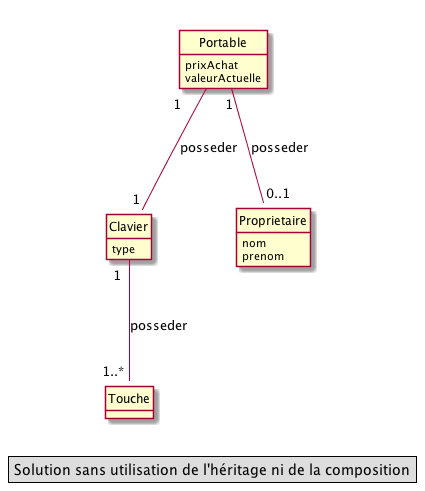 Portable
prixAchat
valeurActuelle
1
1
posseder
posseder
1
0..1
Clavier
type
Proprietaire
nom
prenom
1
posseder
1..*
Touche
Solution sans utilisation de l'héritage ni de la composition